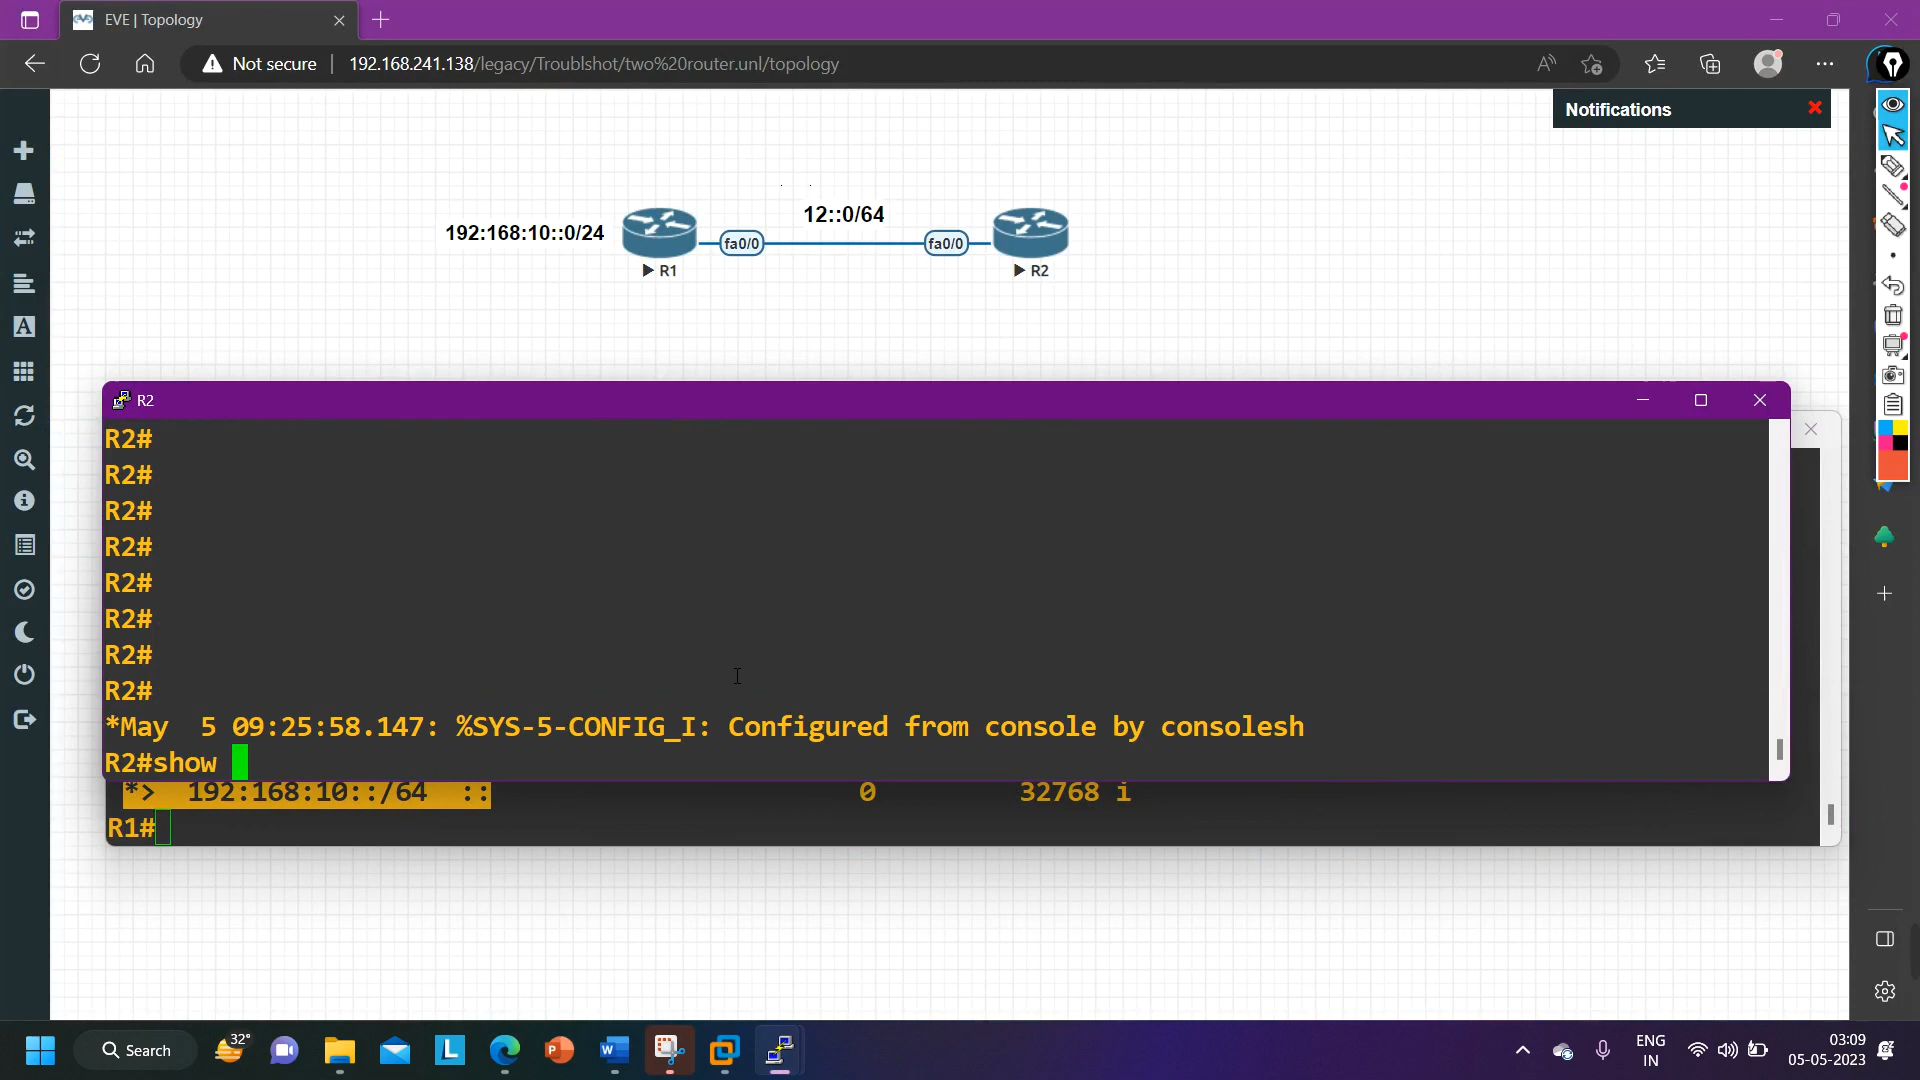 EVE | Topology
Not secure
192.168.241.138/legacy/Troublshot/two%20router.unl/topology
Notifications
12::0/64
192:168:10::0/24
fa0/0
fa0/0
R1
R2
R2
R2#
R2#
R2#
R2#
R2#
R2#
R2#
R2#
*May  5 09:25:58.147: %SYS-5-CONFIG_I: Configured from console by consolesh
R2#show
*>  192:168:10::/64  ::  0  32768 i
R1#
32°
Search
ENG
IN
03:09
05-05-2023